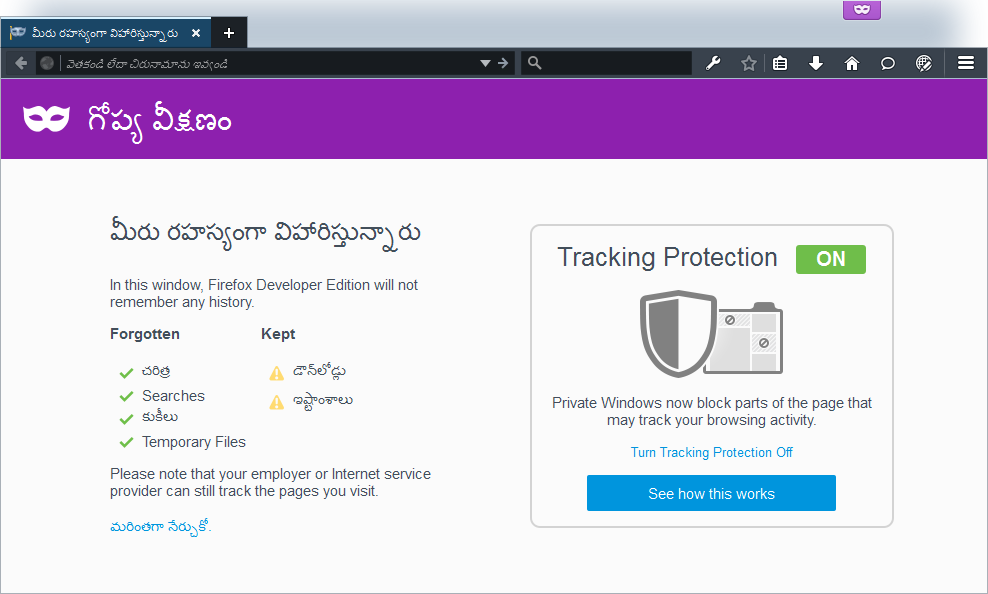 మీరు రహస్యంగా విహారిస్తున్నారు
వెతకండి లేదా చిరునామాను ఇవ్వండి
గోప్య వీక్షణం
మీరు రహస్యంగా విహారిస్తున్నారు
In this window, Firefox Developer Edition will not
remember any history.
Forgotten Kept
చరిత్ర
Searches
కుకీలు
Temporary Files
డౌన్‌లోడ్లు
ఇష్టాంశాలు
Please note that your employer or Internet service
provider can still track the pages you visit.
మరింతగా నేర్చుకో.
Tracking Protection ON
Private Windows now block parts of the page that
may track your browsing activity.
Turn Tracking Protection Off
See how this works